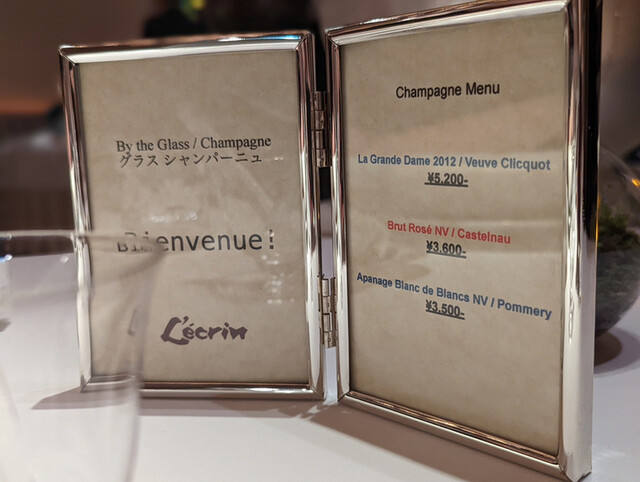 By the Glass / Champagne
グラス シャンパーニュ
Bienvenue!
L'écrin
Champagne Menu
La Grande Dame 2012 / Veuve Clicquot
¥5,200-
Brut Rosé NV / Castelnau
¥3,600-
Apanage Blanc de Blancs NV / Pommery
¥3,500-